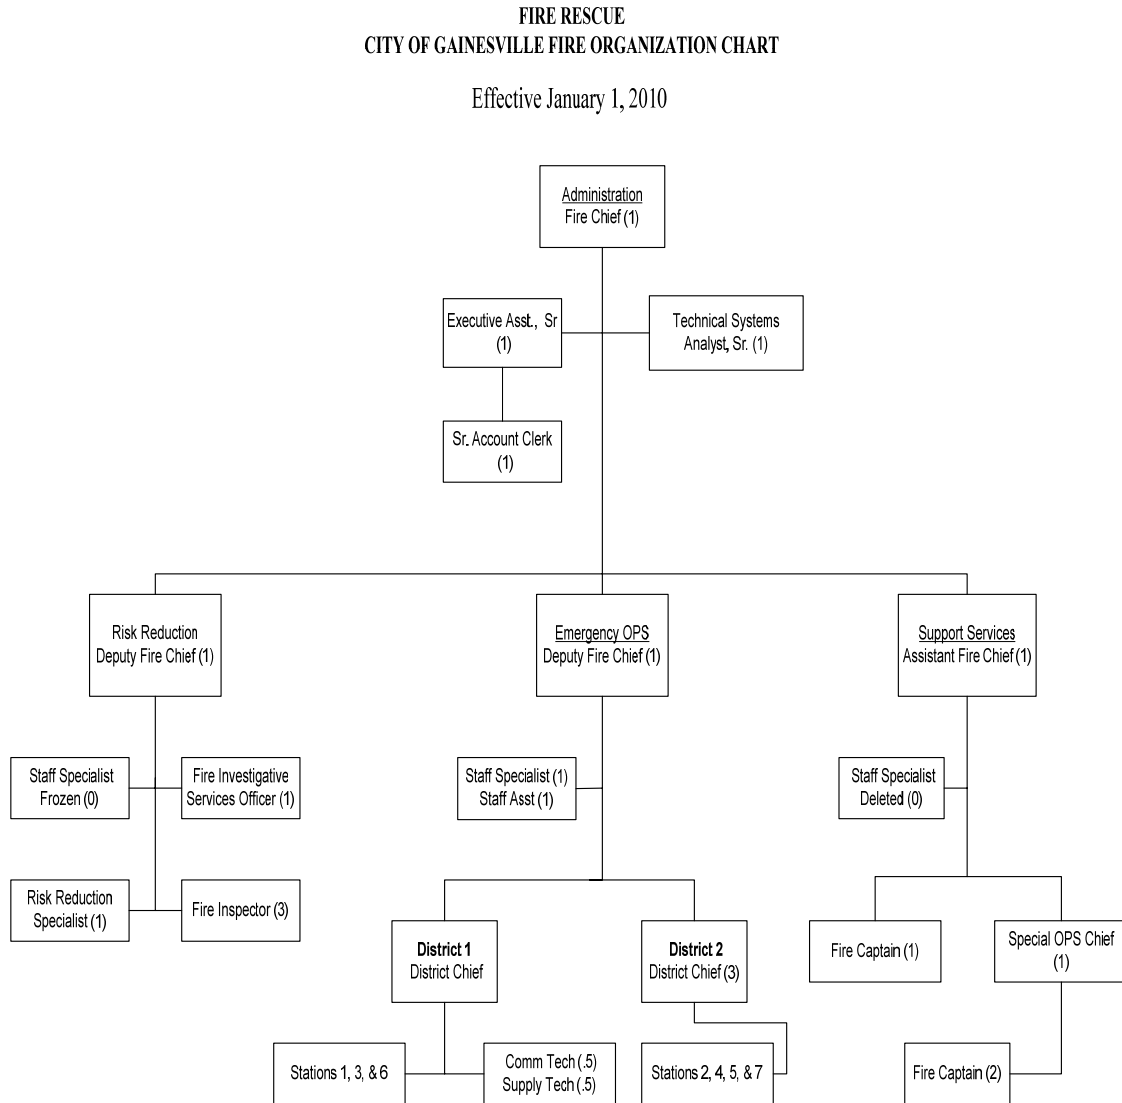 FIRE RESCUE
CITY OF GAINESVILLE FIRE ORGANIZATION CHART
Effective January 1, 2010
Administration
Fire Chief (1)
Executive Asst., Sr
(1)
Technical Systems
Analyst, Sr. (1)
Sr. Account Clerk
(1)
Risk Reduction
Deputy Fire Chief (1)
Emergency OPS
Deputy Fire Chief (1)
Support Services
Assistant Fire Chief (1)
Staff Specialist
Frozen (0)
Fire Investigative
Services Officer (1)
Staff Specialist (1)
Staff Asst (1)
Staff Specialist
Deleted (0)
Risk Reduction
Specialist (1)
Fire Inspector (3)
District 1
District Chief
District 2
District Chief (3)
Fire Captain (1)
Special OPS Chief
(1)
Stations 1, 3, & 6
Comm Tech (.5)
Supply Tech (.5)
Stations 2, 4, 5, & 7
Fire Captain (2)